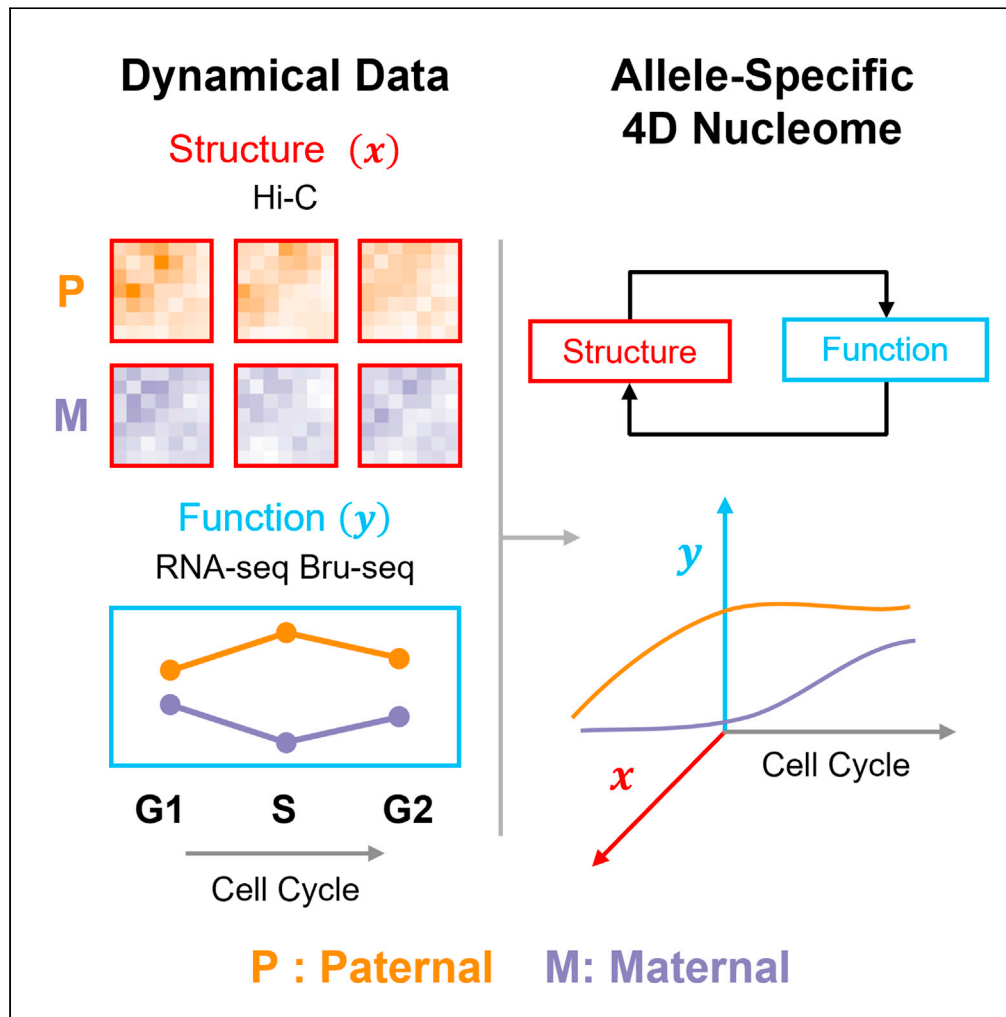 Dynamical Data
Structure (x)
Hi-C
P
M
Function (y)
RNA-seq Bru-seq
G1 S G2
Cell Cycle
Allele-Specific
4D Nucleome
Structure
Function
y
x
Cell Cycle
P : Paternal M: Maternal